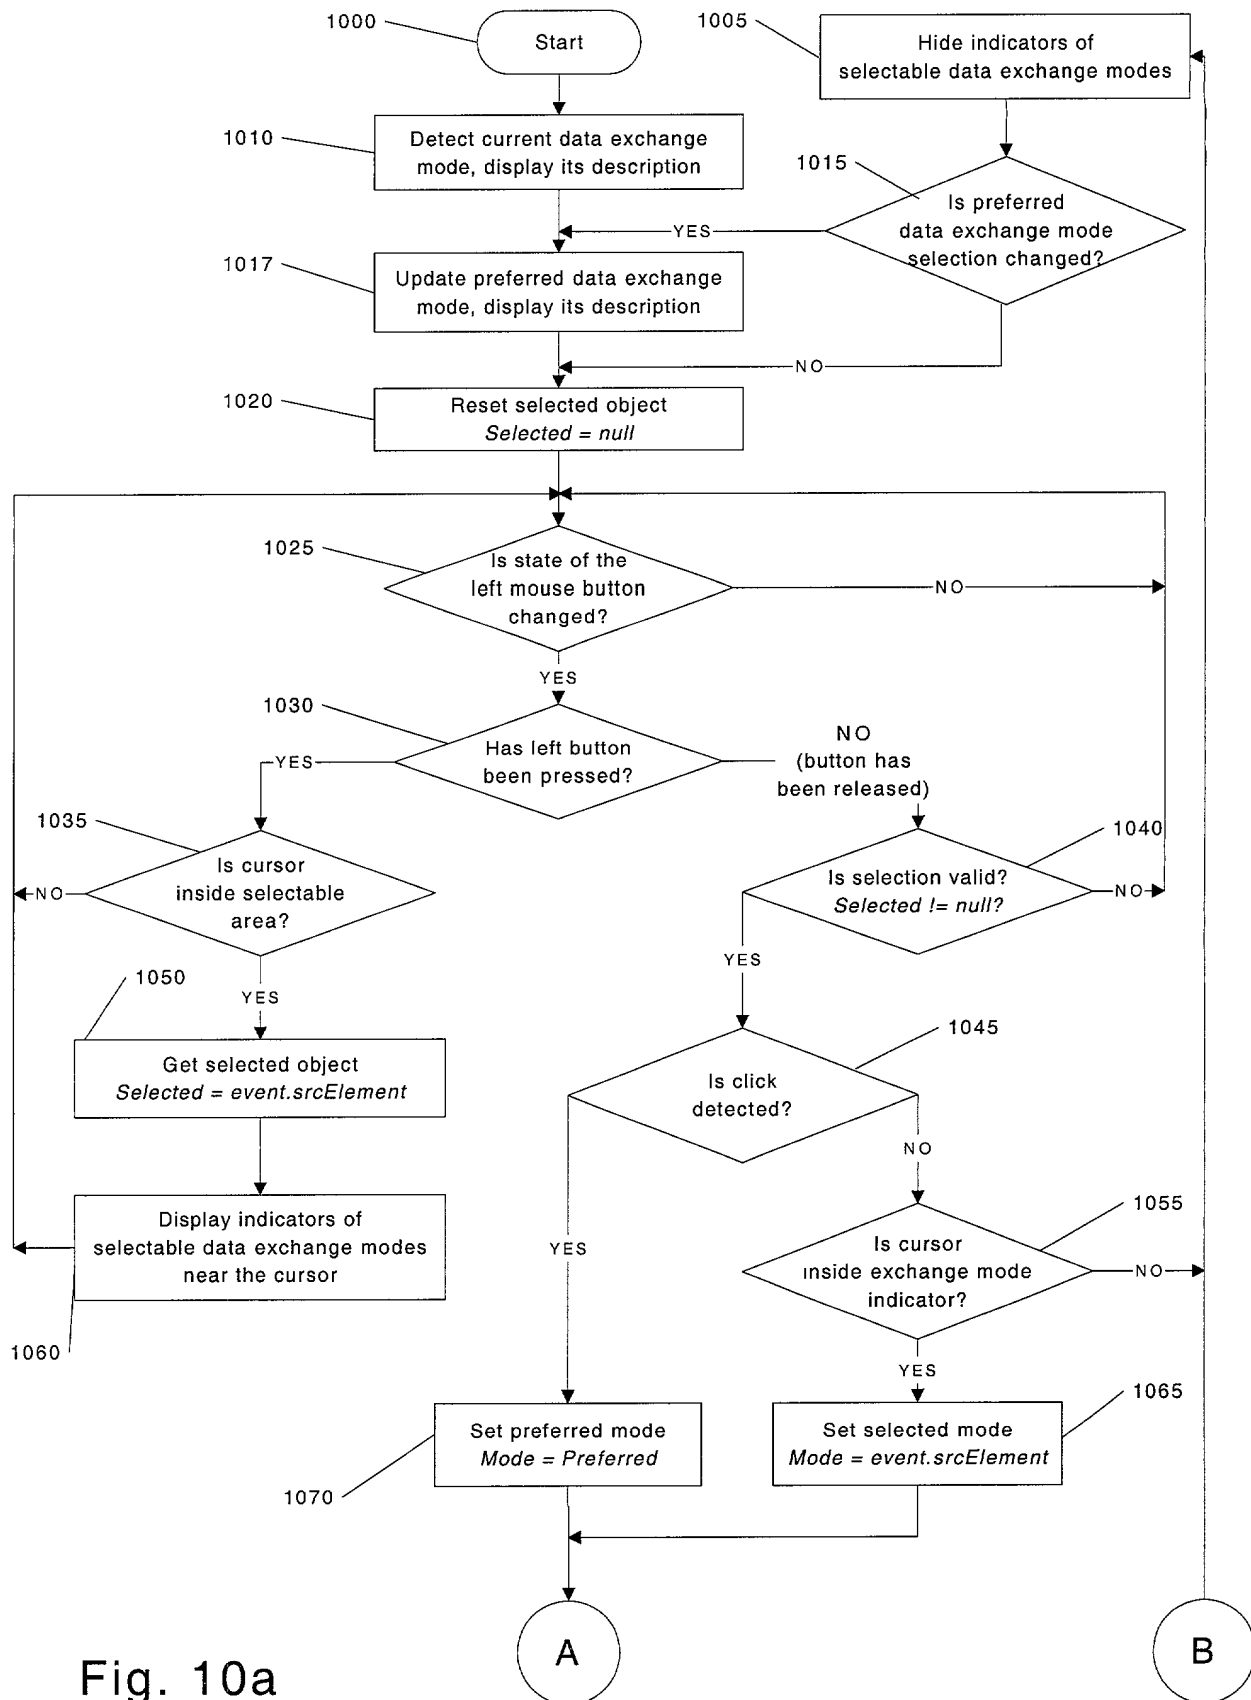 1000
Start
1005
Hide indicators of
selectable data exchange modes
1010
Detect current data exchange
mode, display its description
1015
Is preferred
data exchange mode
selection changed?
YES
1017
Update preferred data exchange
mode, display its description
NO
1020
Reset selected object
Selected = null
1025
Is state of the
left mouse button
changed?
NO
YES
1030
Has left button
been pressed?
YES
NO
(button has
been released)
1035
Is cursor
inside selectable
area?
NO
1040
Is selection valid?
Selected != null?
NO
YES
YES
1050
Get selected object
Selected = event.srcElement
1045
Is click
detected?
NO
YES
1060
Display indicators of
selectable data exchange modes
near the cursor
1055
Is cursor
inside exchange mode
indicator?
NO
YES
1065
Set selected mode
Mode = event.srcElement
1070
Set preferred mode
Mode = Preferred
A
B
Fig. 10a